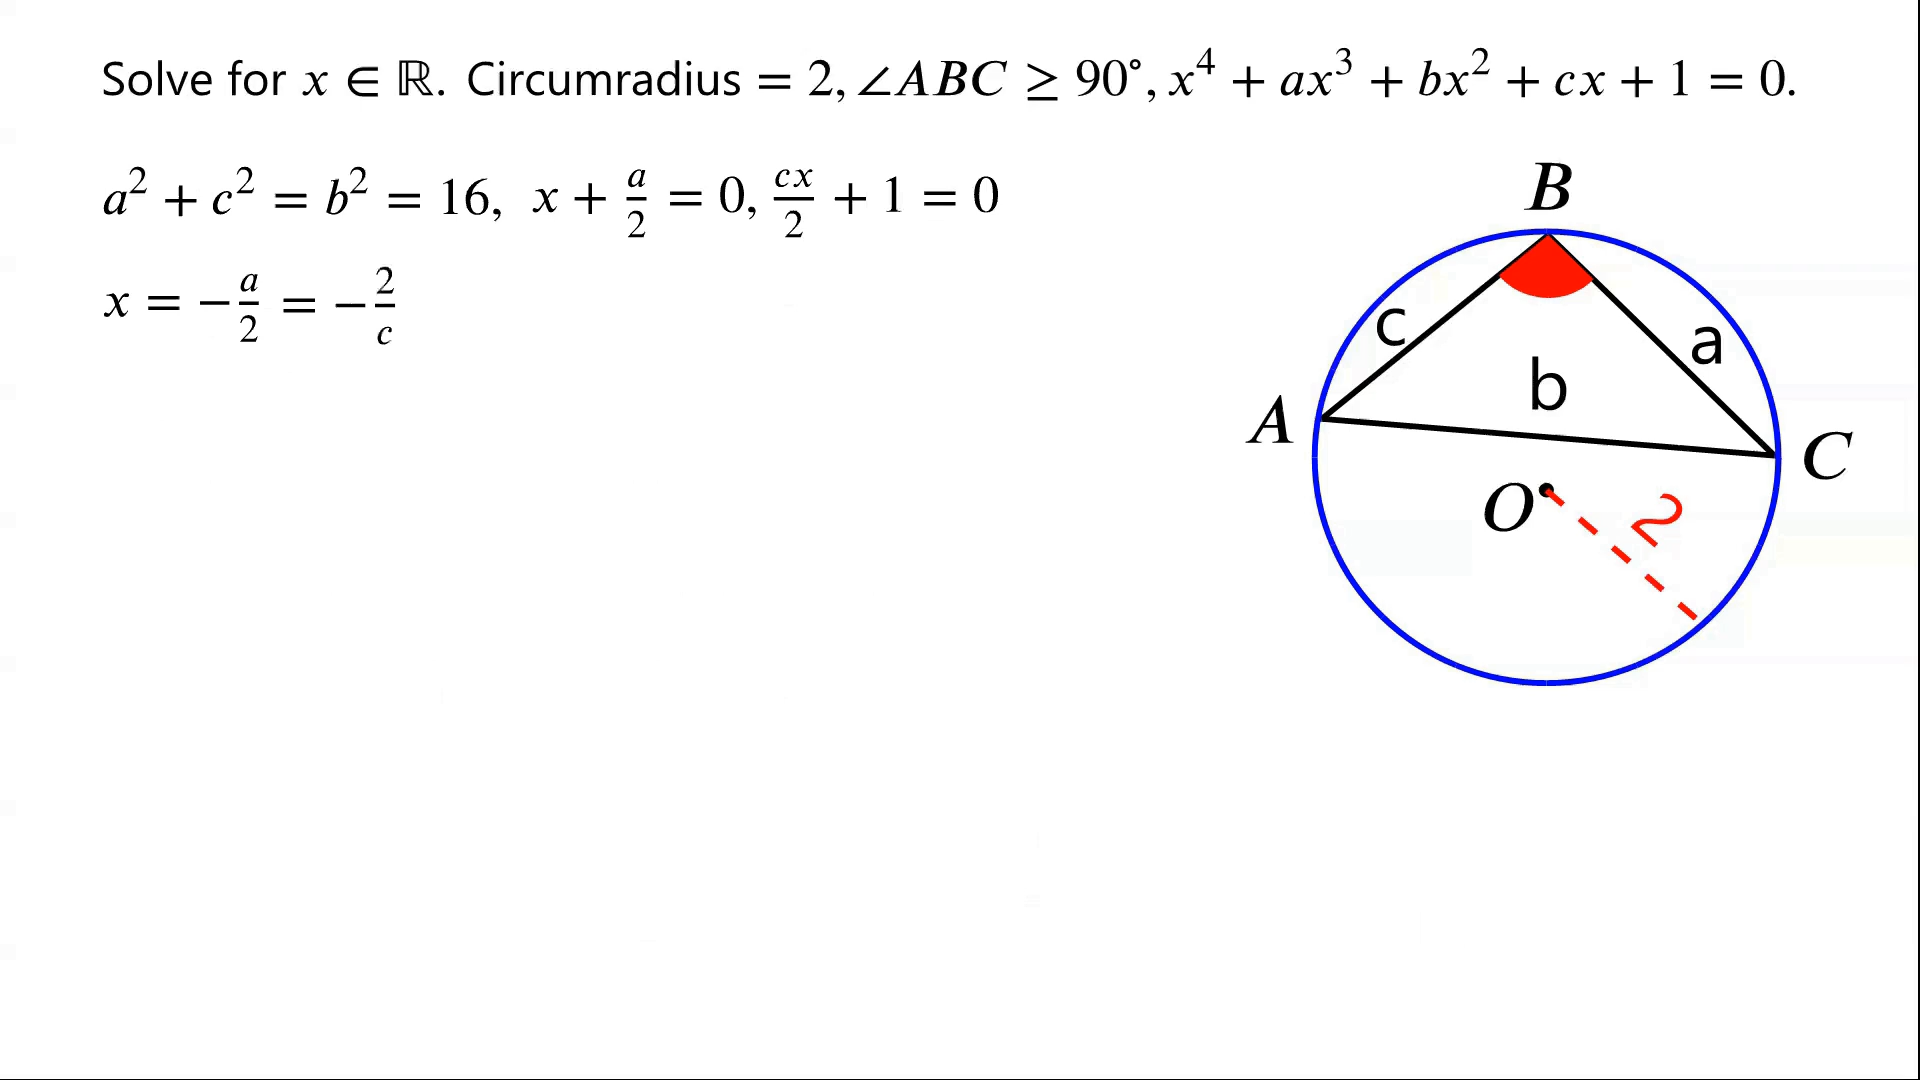 Solve for x ∈ ℝ. Circumradius = 2, ∠ABC ≥ 90°, x⁴ + ax³ + bx² + cx + 1 = 0.
a² + c² = b² = 16, x + a/2 = 0, cx/2 + 1 = 0
x = −a/2 = −2/c
B
c
a
b
A
C
O
2